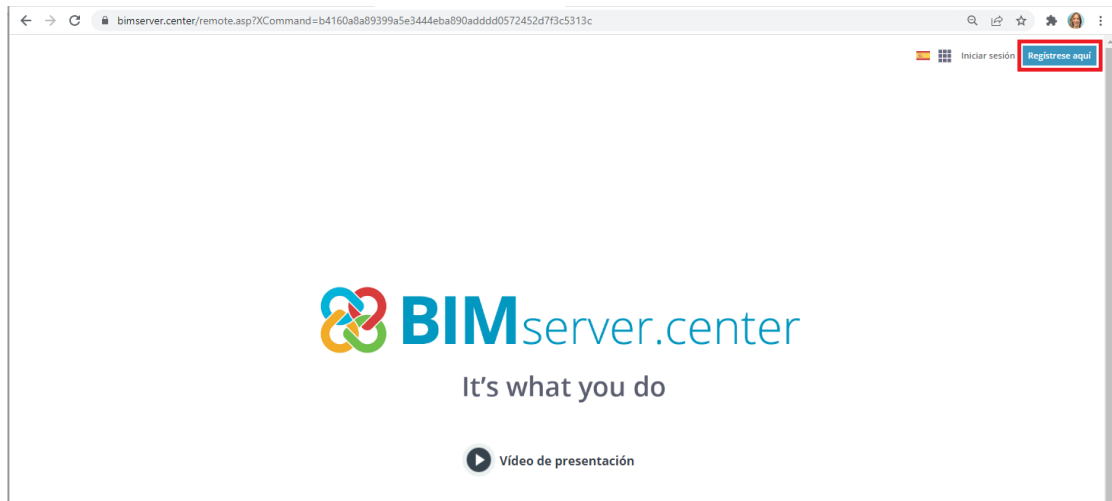 bimserver.center/remote.asp?XCommand=b4160a8a89399a5e3444eba890adddd0572452d7f3c5313c
Iniciar sesión Regístrese aquí
BIMserver.center
It's what you do
Vídeo de presentación